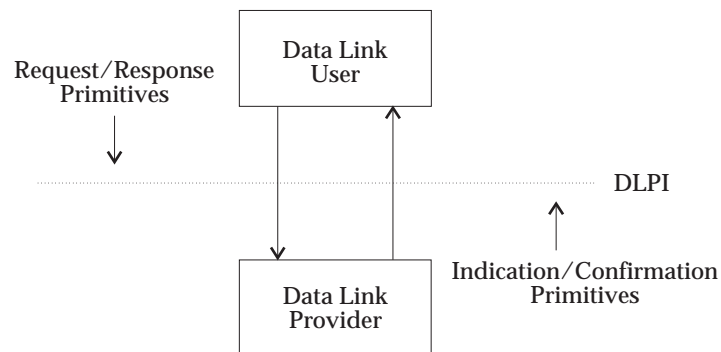 Data Link
User
Request/Response
Primitives
DLPI
Indication/Confirmation
Primitives
Data Link
Provider